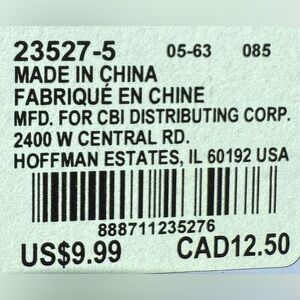 23527-5 05-63 085
MADE IN CHINA
FABRIQUÉ EN CHINE
MFD. FOR CBI DISTRIBUTING CORP.
2400 W CENTRAL RD.
HOFFMAN ESTATES, IL 60192 USA
888711235276
US$9.99 CAD12.50